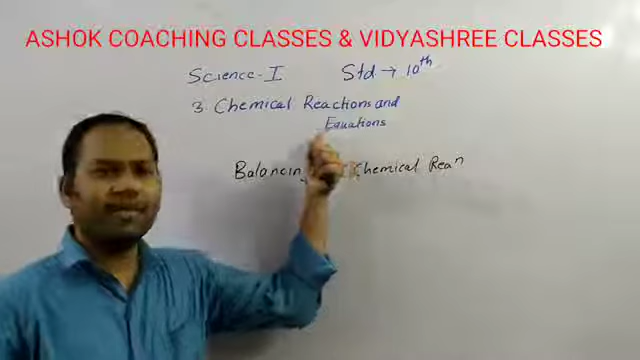 ASHOK COACHING CLASSES & VIDYASHREE CLASSES
Science-I Std → 10th
3. Chemical Reactions and
Equations
Chemical Reaⁿ